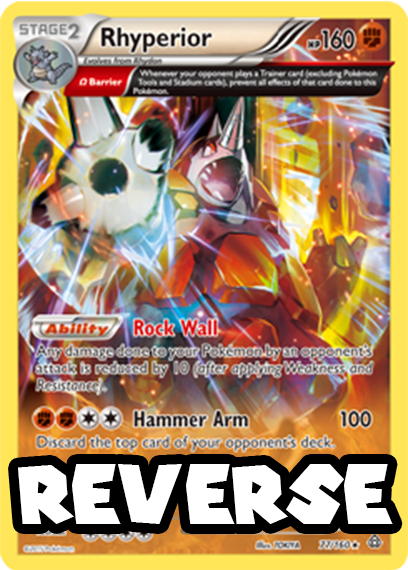 STAGE2
Rhyperior
HP160
Evolves from Rhydon
Ω Barrier
Whenever your opponent plays a Trainer card (excluding Pokémon
Tools and Stadium cards), prevent all effects of that card done to this
Pokémon.
Ability
Rock Wall
Any damage done to your Pokémon by an opponent's
attack is reduced by 10 (after applying Weakness and
Resistance).
Hammer Arm 100
Discard the top card of your opponent's deck.
REVERSE
©2015 Pokémon
Illus. TOKIYA
77/160